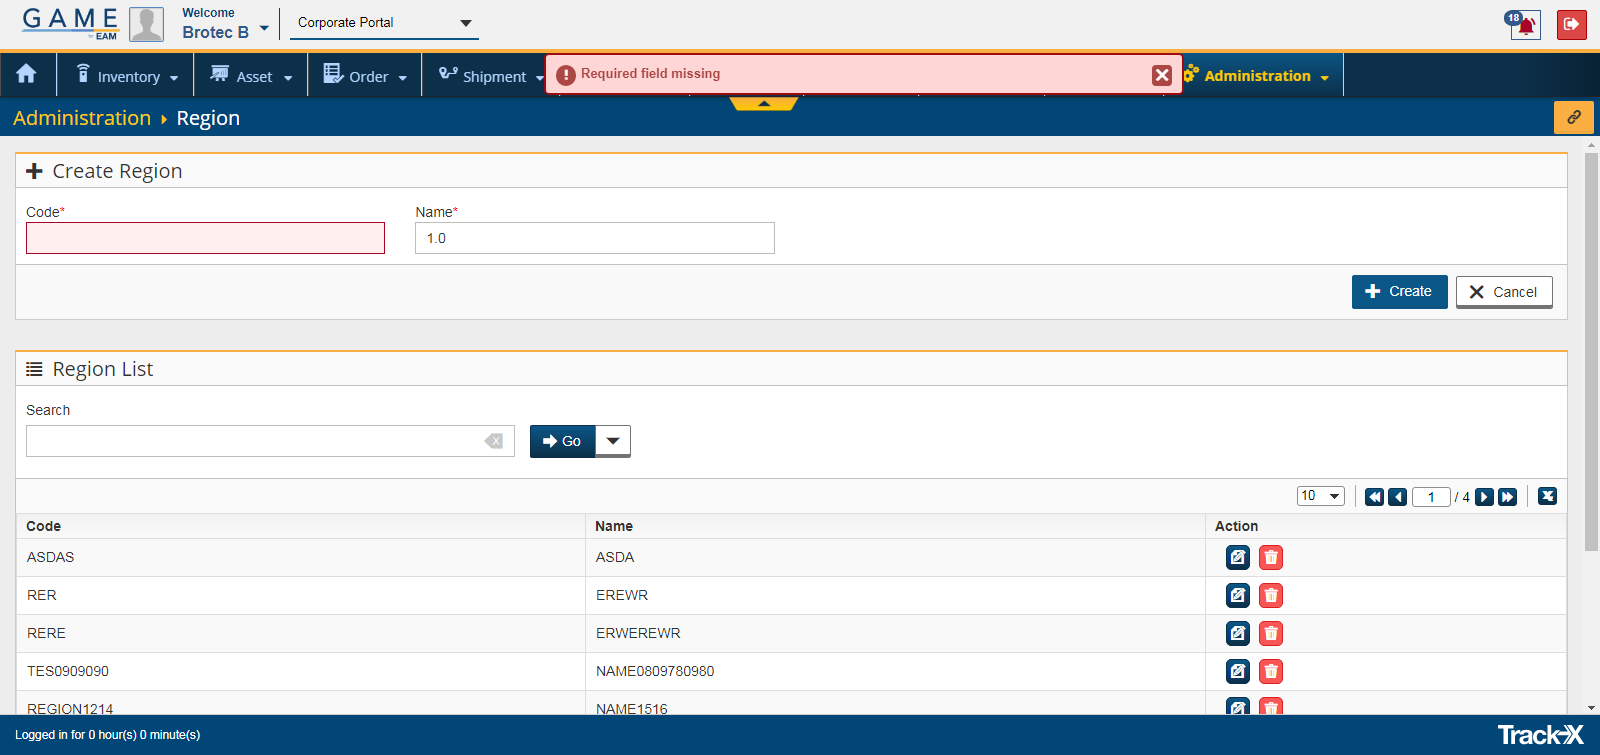 GAME
BY EAM
Welcome
Brotec B
Corporate Portal
18
Inventory
Asset
Order
Shipment
Required field missing
Administration
Administration
Region
Create Region
Code*
Name*
1.0
Create
Cancel
Region List
Search
Go
10
1
/ 4
Code
Name
Action
ASDAS
ASDA
RER
EREWR
RERE
ERWEREWR
TES0909090
NAME0809780980
REGION1214
NAME1516
Logged in for 0 hour(s) 0 minute(s)
Track-X